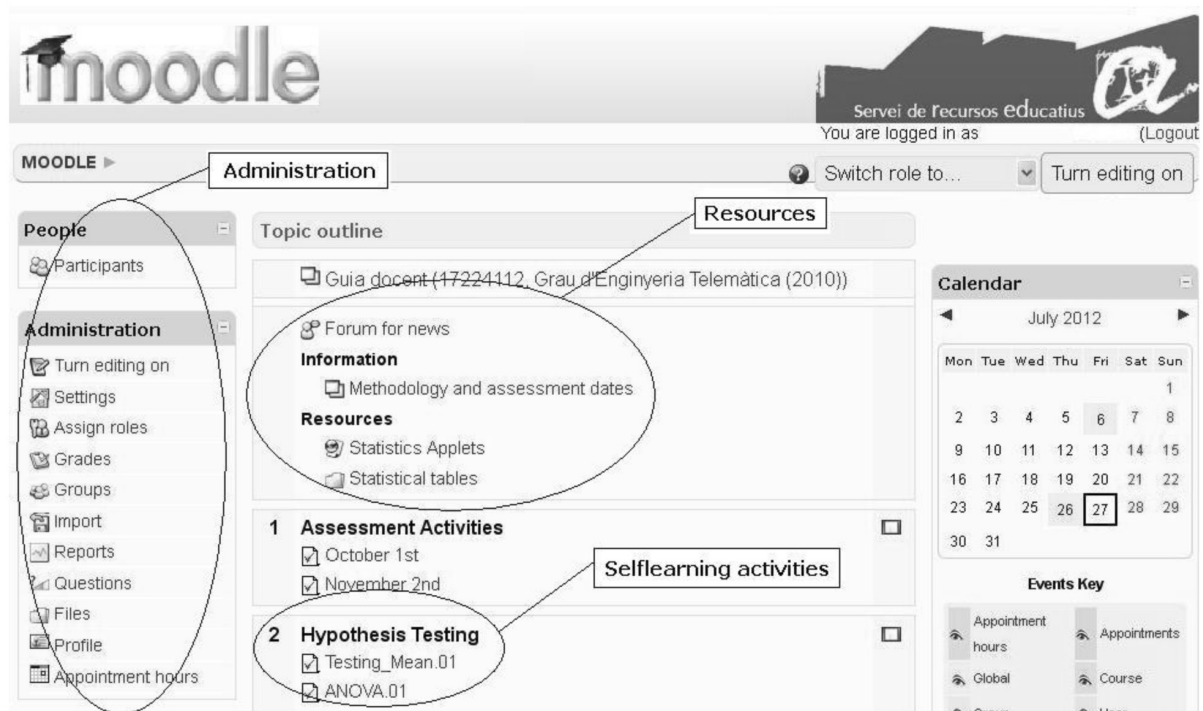 moodle
Servei de recursos educatius
You are logged in as (Logout
MOODLE
Administration
Switch role to...
Turn editing on
People
Participants
Administration
Turn editing on
Settings
Assign roles
Grades
Groups
Import
Reports
Questions
Files
Profile
Appointment hours
Resources
Topic outline
Guia docent (17224112, Grau d'Enginyeria Telemàtica (2010))
Forum for news
Information
Methodology and assessment dates
Resources
Statistics Applets
Statistical tables
1 Assessment Activities
October 1st
November 2nd
Selflearning activities
2 Hypothesis Testing
Testing_Mean.01
ANOVA.01
Calendar
July 2012
Mon Tue Wed Thu Fri Sat Sun
1
2 3 4 5 6 7 8
9 10 11 12 13 14 15
16 17 18 19 20 21 22
23 24 25 26 27 28 29
30 31
Events Key
Appointment hours
Appointments
Global
Course